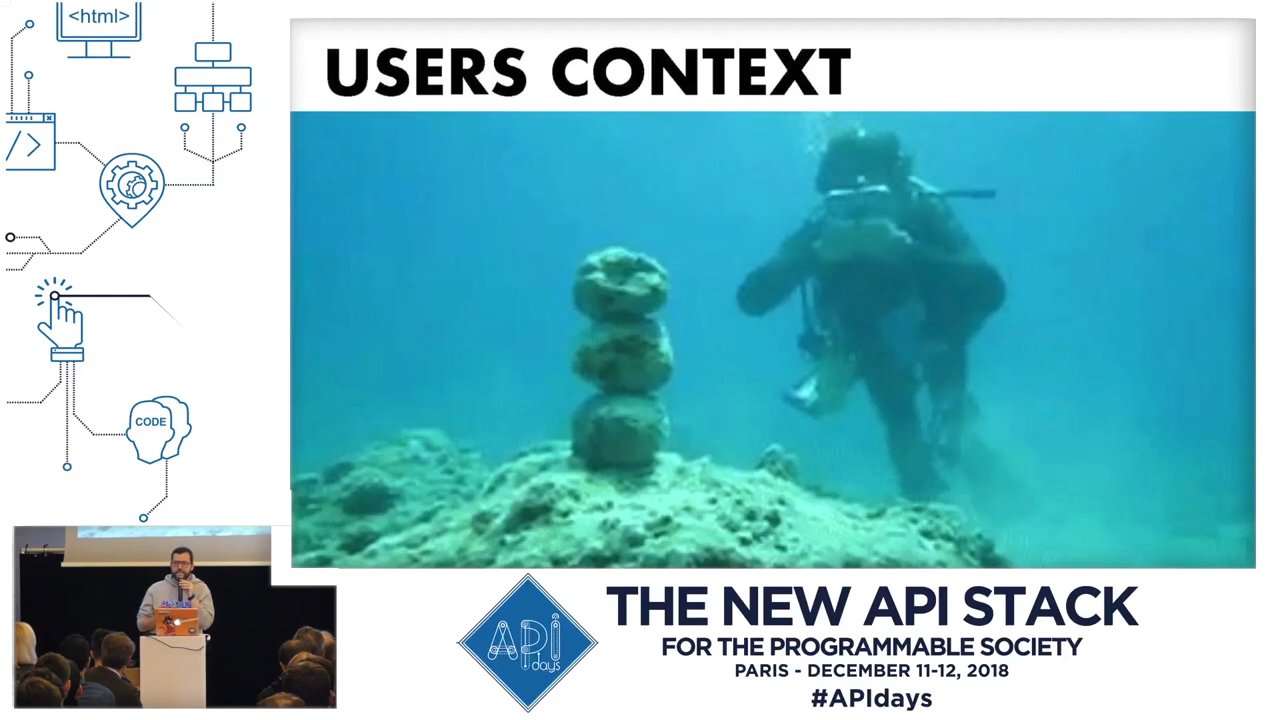 <html>
USERS CONTEXT
</>
CODE
API
days
THE NEW API STACK
FOR THE PROGRAMMABLE SOCIETY
PARIS - DECEMBER 11-12, 2018
#APIdays